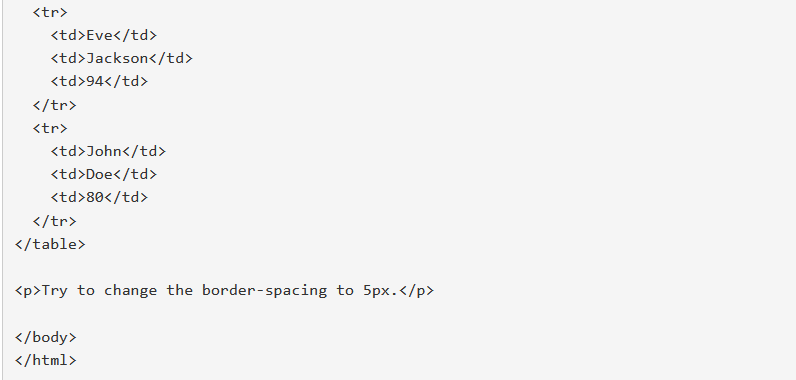 <tr>
<td>Eve</td>
<td>Jackson</td>
<td>94</td>
</tr>
<tr>
<td>John</td>
<td>Doe</td>
<td>80</td>
</tr>
</table>
<p>Try to change the border-spacing to 5px.</p>
</body>
</html>